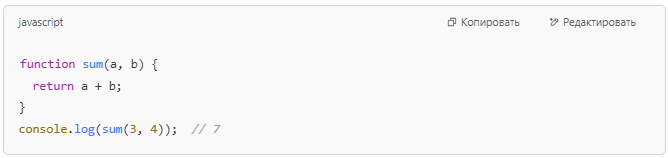 javascript Копировать Редактировать
function sum(a, b) {
  return a + b;
}
console.log(sum(3, 4));  // 7